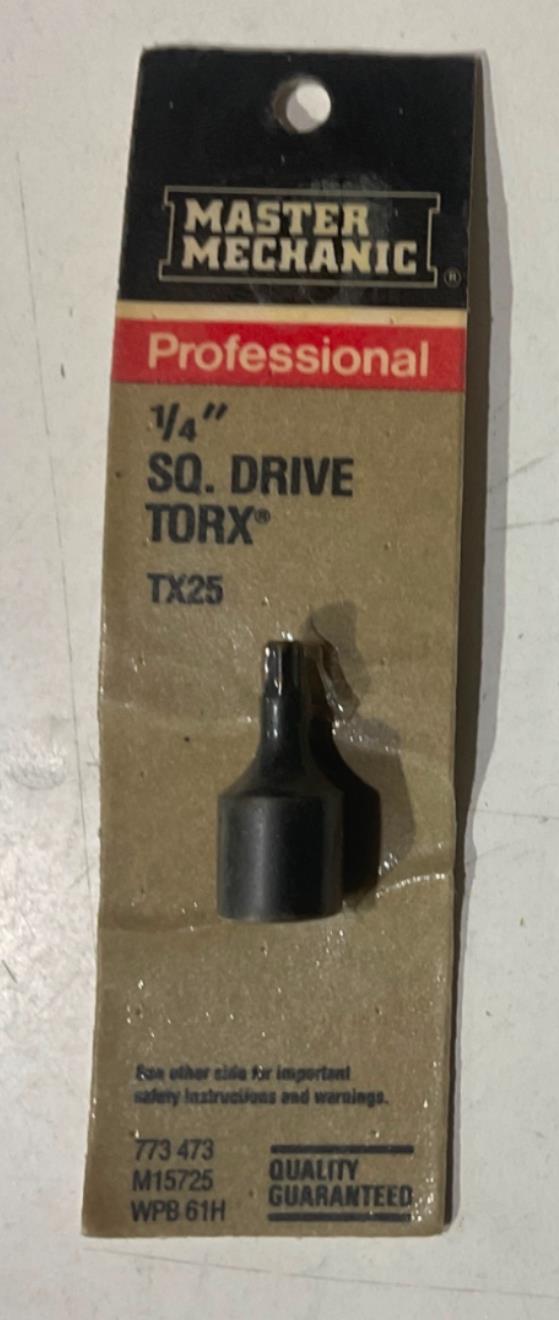 MASTER
MECHANIC®
Professional
1/4"
SQ. DRIVE
TORX®
TX25
See other side for important
safety instructions and warnings.
773 473
M15725
WPB 61H
QUALITY
GUARANTEED